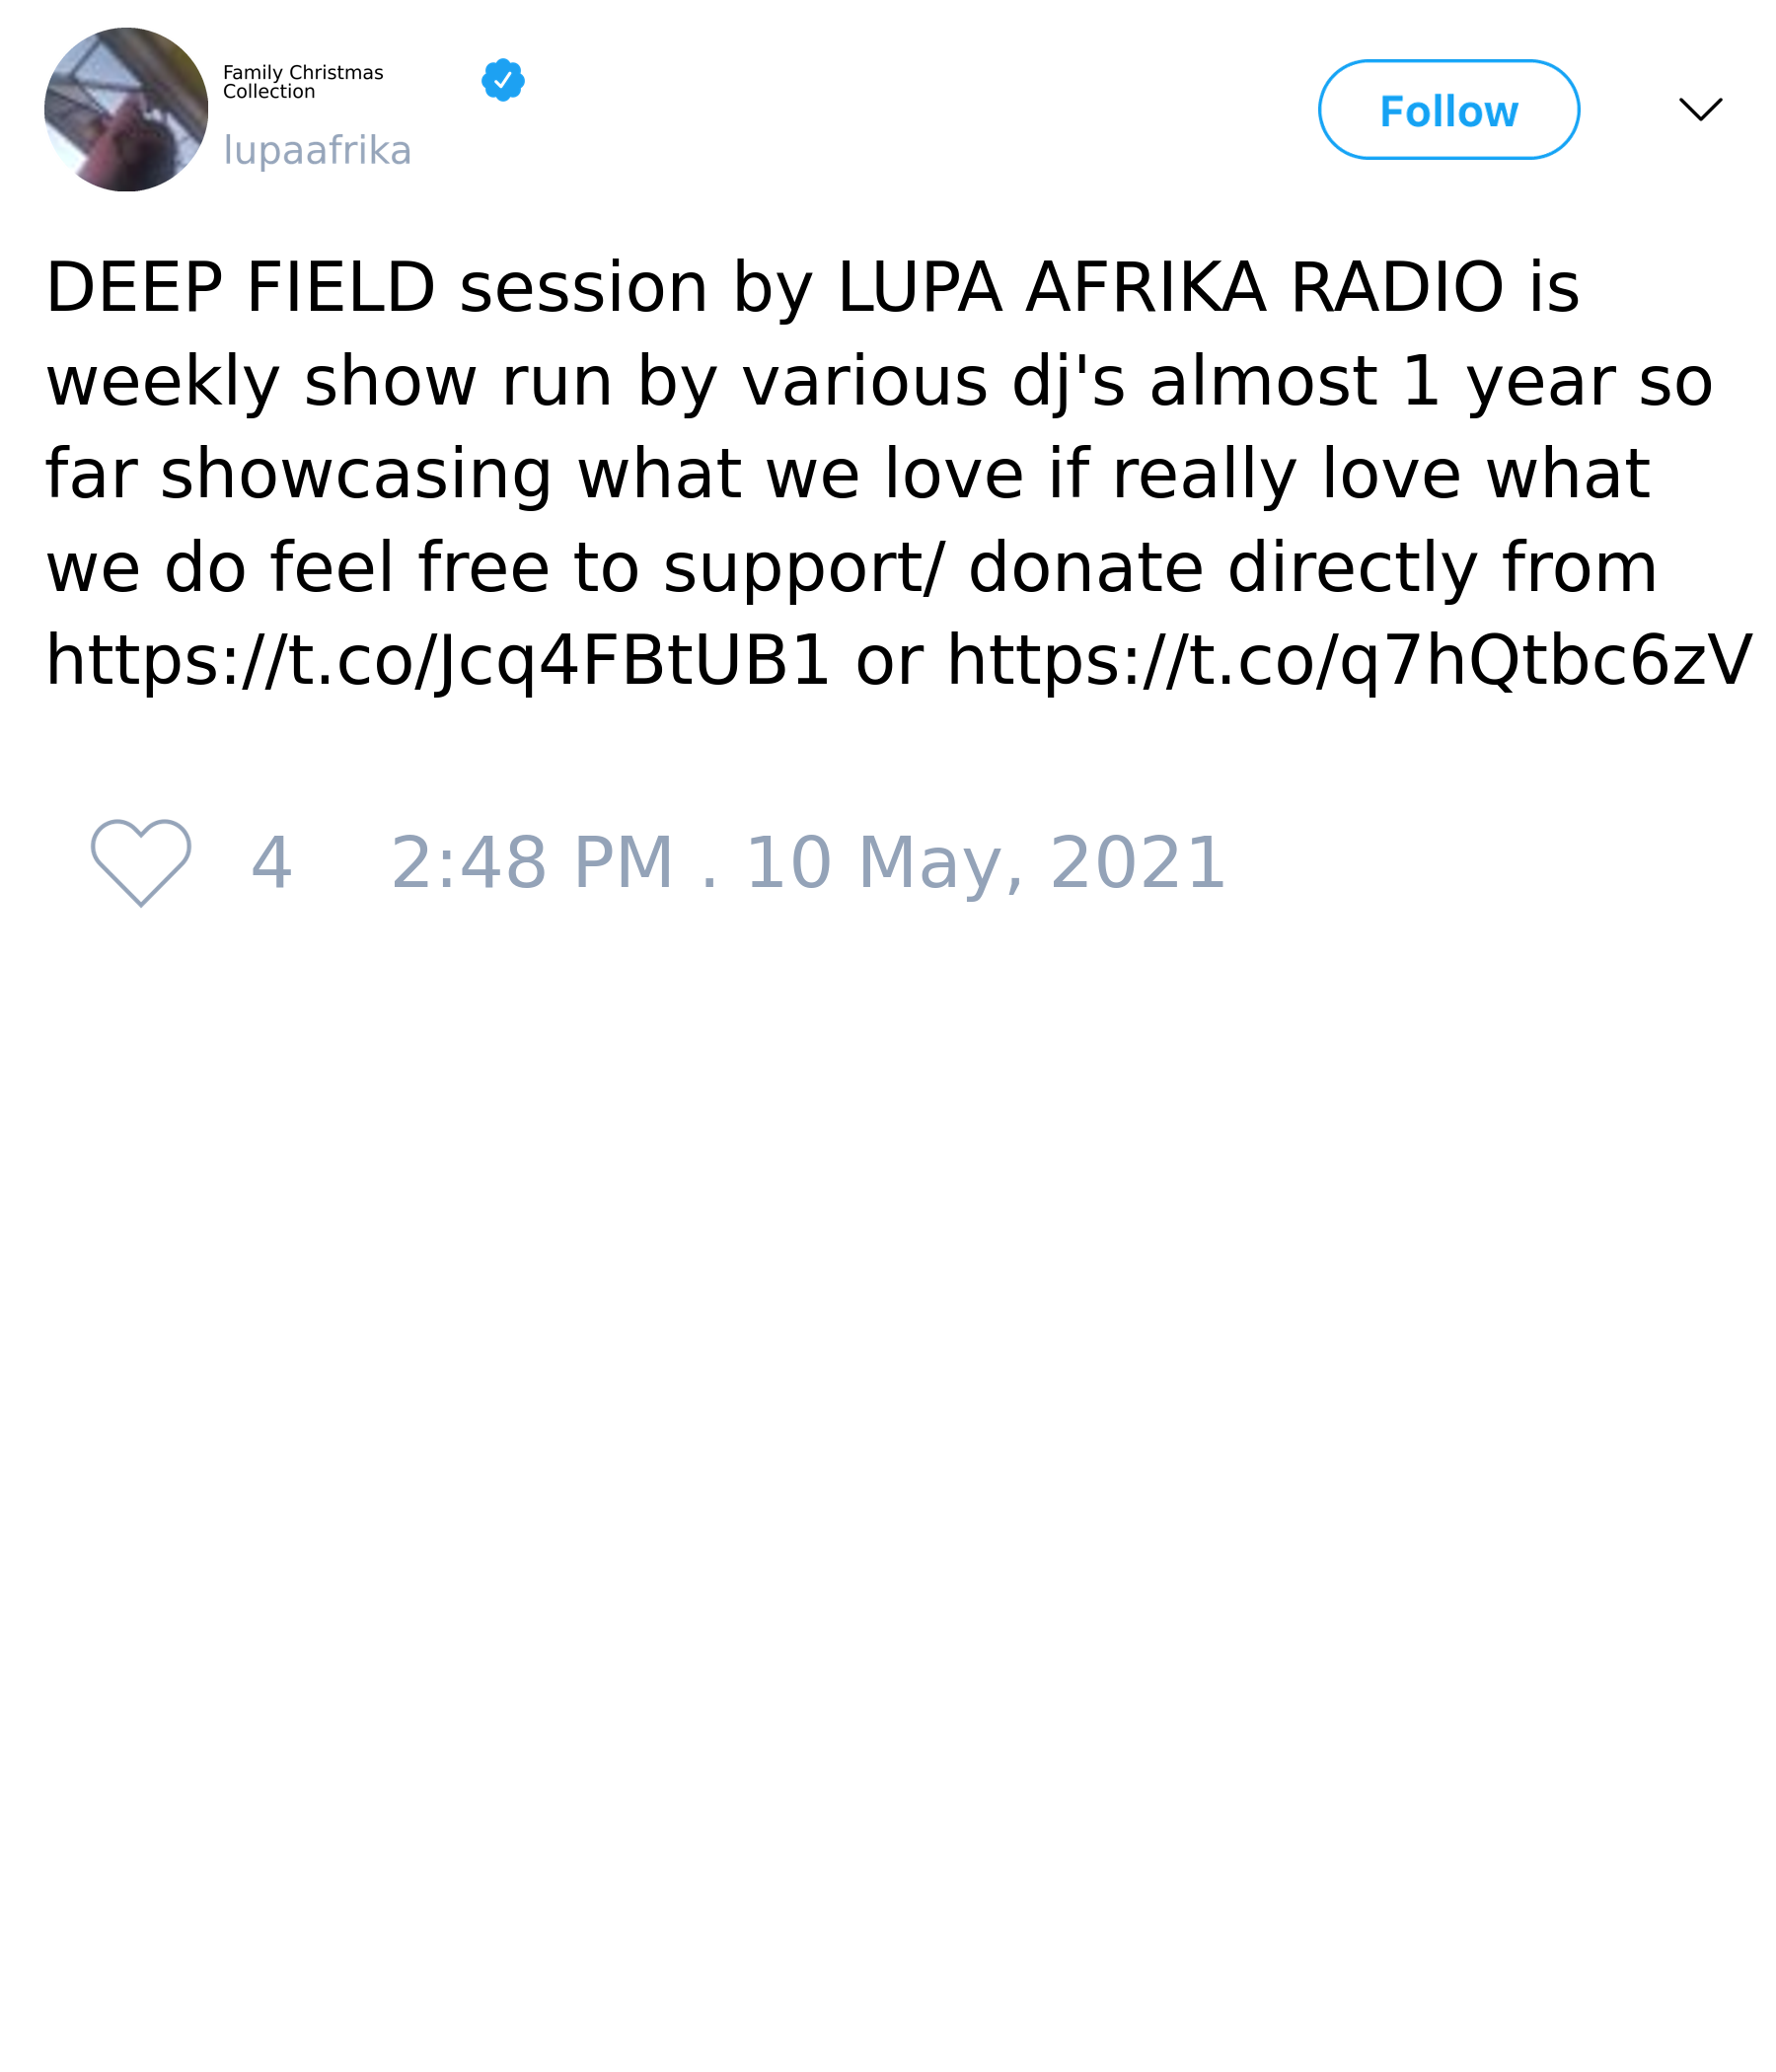 Family Christmas
Collection
lupaafrika
Follow
DEEP FIELD session by LUPA AFRIKA RADIO is
weekly show run by various dj's almost 1 year so
far showcasing what we love if really love what
we do feel free to support/ donate directly from
https://t.co/Jcq4FBtUB1 or https://t.co/q7hQtbc6zV
4 2:48 PM . 10 May, 2021